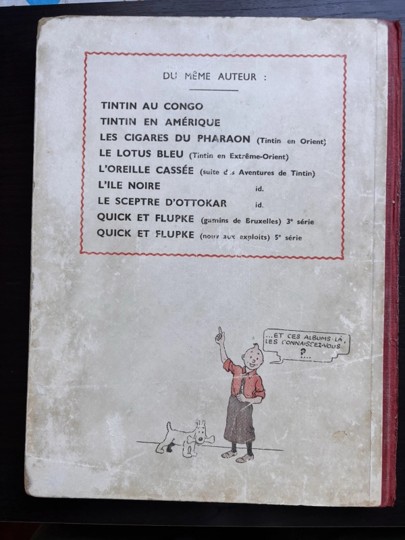 DU MÊME AUTEUR :
TINTIN AU CONGO
TINTIN EN AMÉRIQUE
LES CIGARES DU PHARAON (Tintin en Orient)
LE LOTUS BLEU (Tintin en Extrême-Orient)
L'OREILLE CASSÉE (suite des Aventures de Tintin)
L'ILE NOIRE id.
LE SCEPTRE D'OTTOKAR id.
QUICK ET FLUPKE (gamins de Bruxelles) 3e série
QUICK ET FLUPKE (nouveaux exploits) 5e série
...ET CES ALBUMS-LÀ,
LES CONNAISSEZ-VOUS
?...